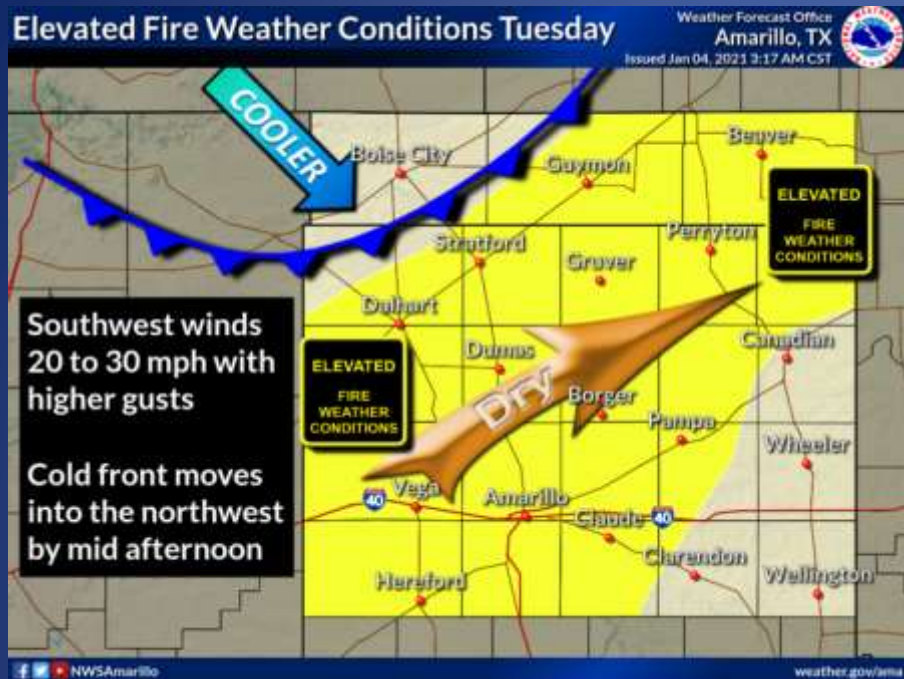 Elevated Fire Weather Conditions Tuesday
Weather Forecast Office
Amarillo, TX
Issued Jan 04, 2021 3:17 AM CST
COOLER
Boise City
Guymon
Beaver
ELEVATED
FIRE
WEATHER
CONDITIONS
Stratford
Gruver
Perryton
Southwest winds
20 to 30 mph with
higher gusts
Cold front moves
into the northwest
by mid afternoon
Dalhart
Dumas
Canadian
ELEVATED
FIRE
WEATHER
CONDITIONS
Dry
Borger
Pampa
Wheeler
40
Vega
Amarillo
Claude
40
Clarendon
Hereford
Wellington
NWSAmarillo
weather.gov/ama